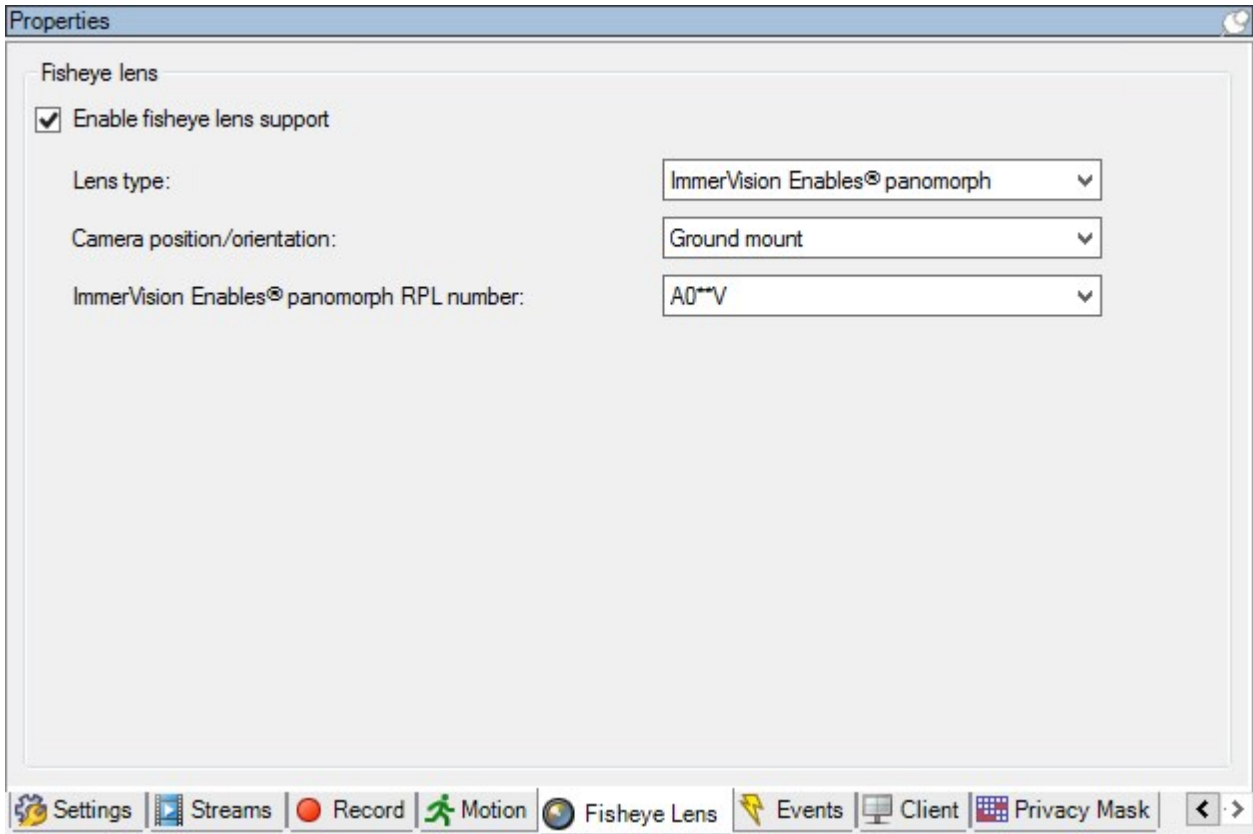 Properties
Fisheye lens
Enable fisheye lens support
Lens type: ImmerVision Enables® panomorph
Camera position/orientation: Ground mount
ImmerVision Enables® panomorph RPL number: A0**V
Settings Streams Record Motion Fisheye Lens Events Client Privacy Mask